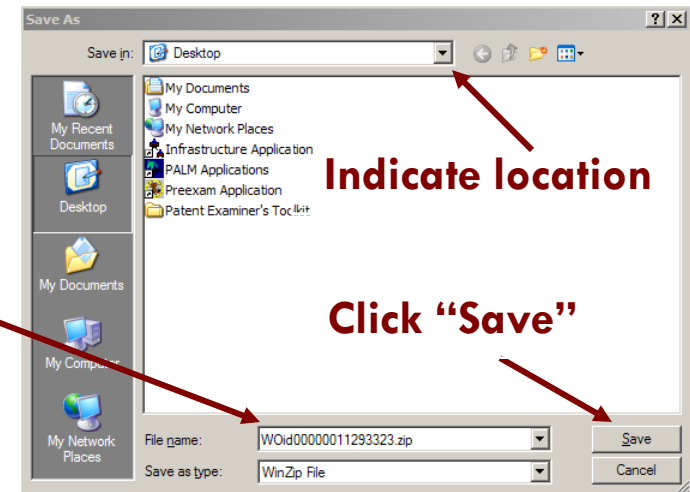 Save As
Save in:
Desktop
My Recent
Documents
Desktop
My Documents
My Computer
My Network
Places
My Documents
My Computer
My Network Places
Infrastructure Application
PALM Applications
Preexam Application
Patent Examiner's Toolkit
Indicate location
Click “Save”
File name:
WOid00000011293323.zip
Save
Save as type:
WinZip File
Cancel